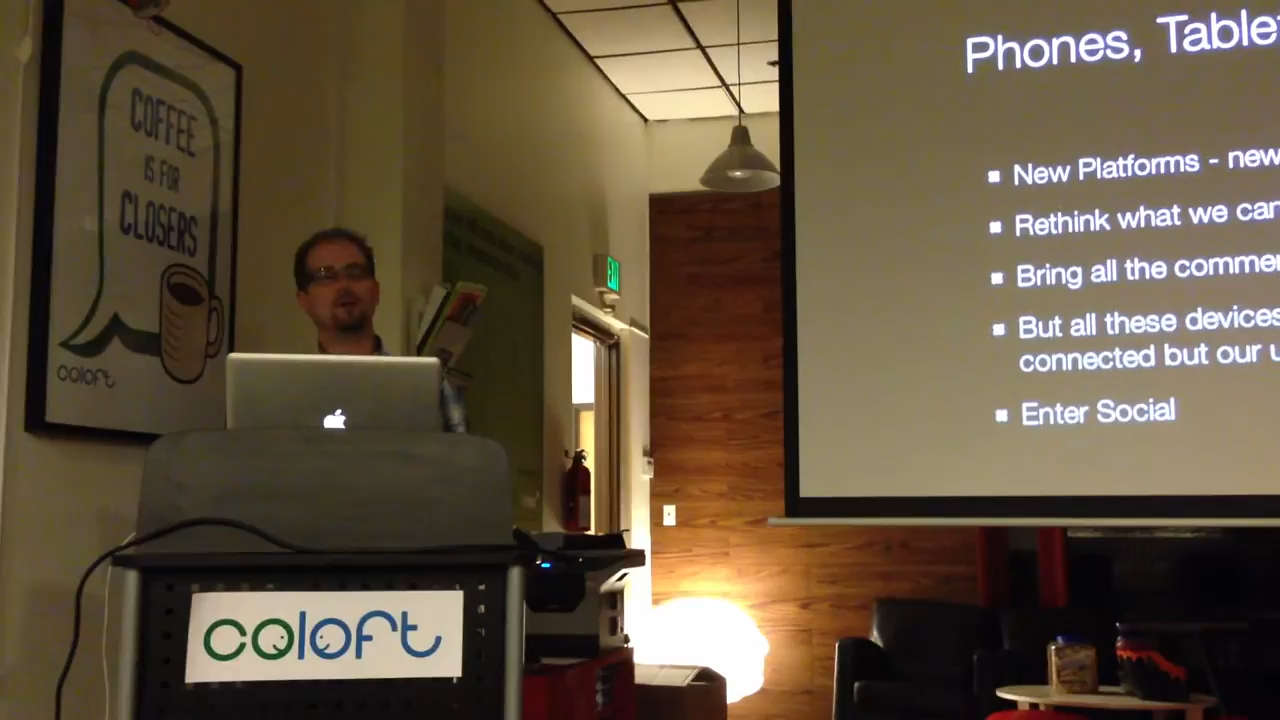 COFFEE
IS FOR
CLOSERS
coloft
EXIT
coloft
Phones, Table
New Platforms - new
Rethink what we can
Bring all the comme
But all these devices
connected but our u
Enter Social